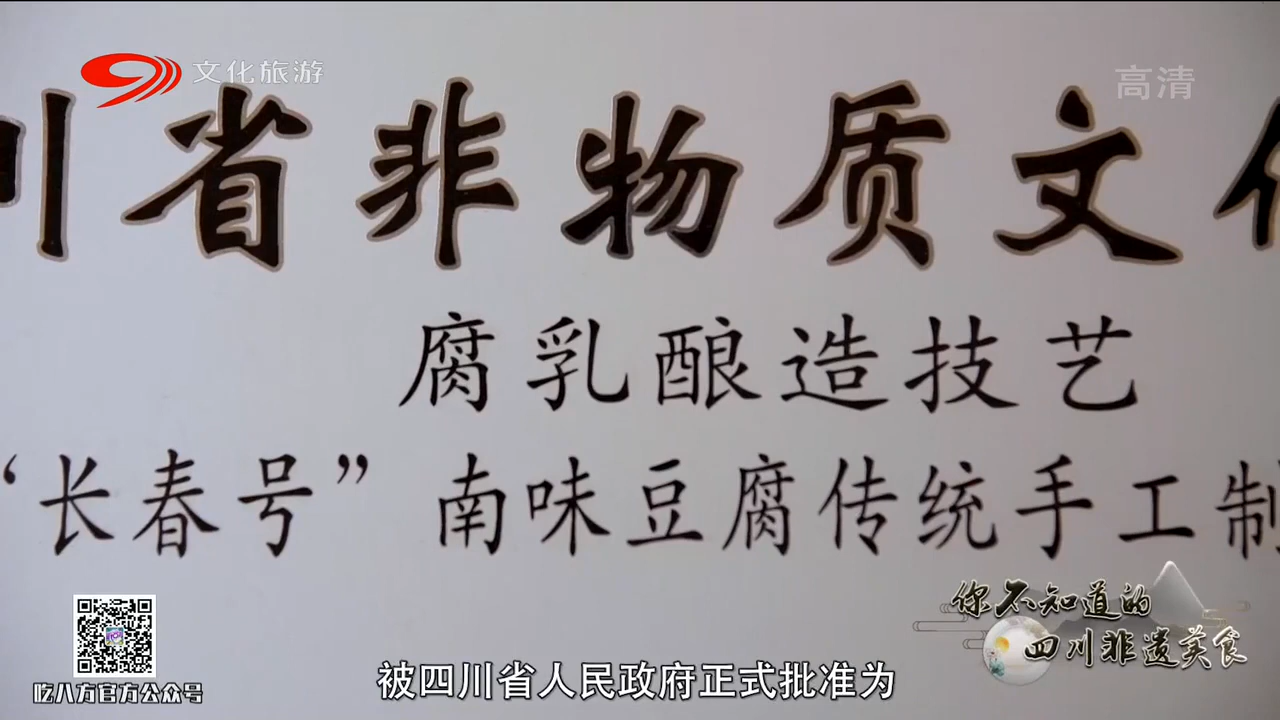 文化旅游
高清
川省非物质文化
腐乳酿造技艺
“长春号”南味豆腐传统手工制
你不知道的
四川非遗美食
吃八方官方公众号
被四川省人民政府正式批准为